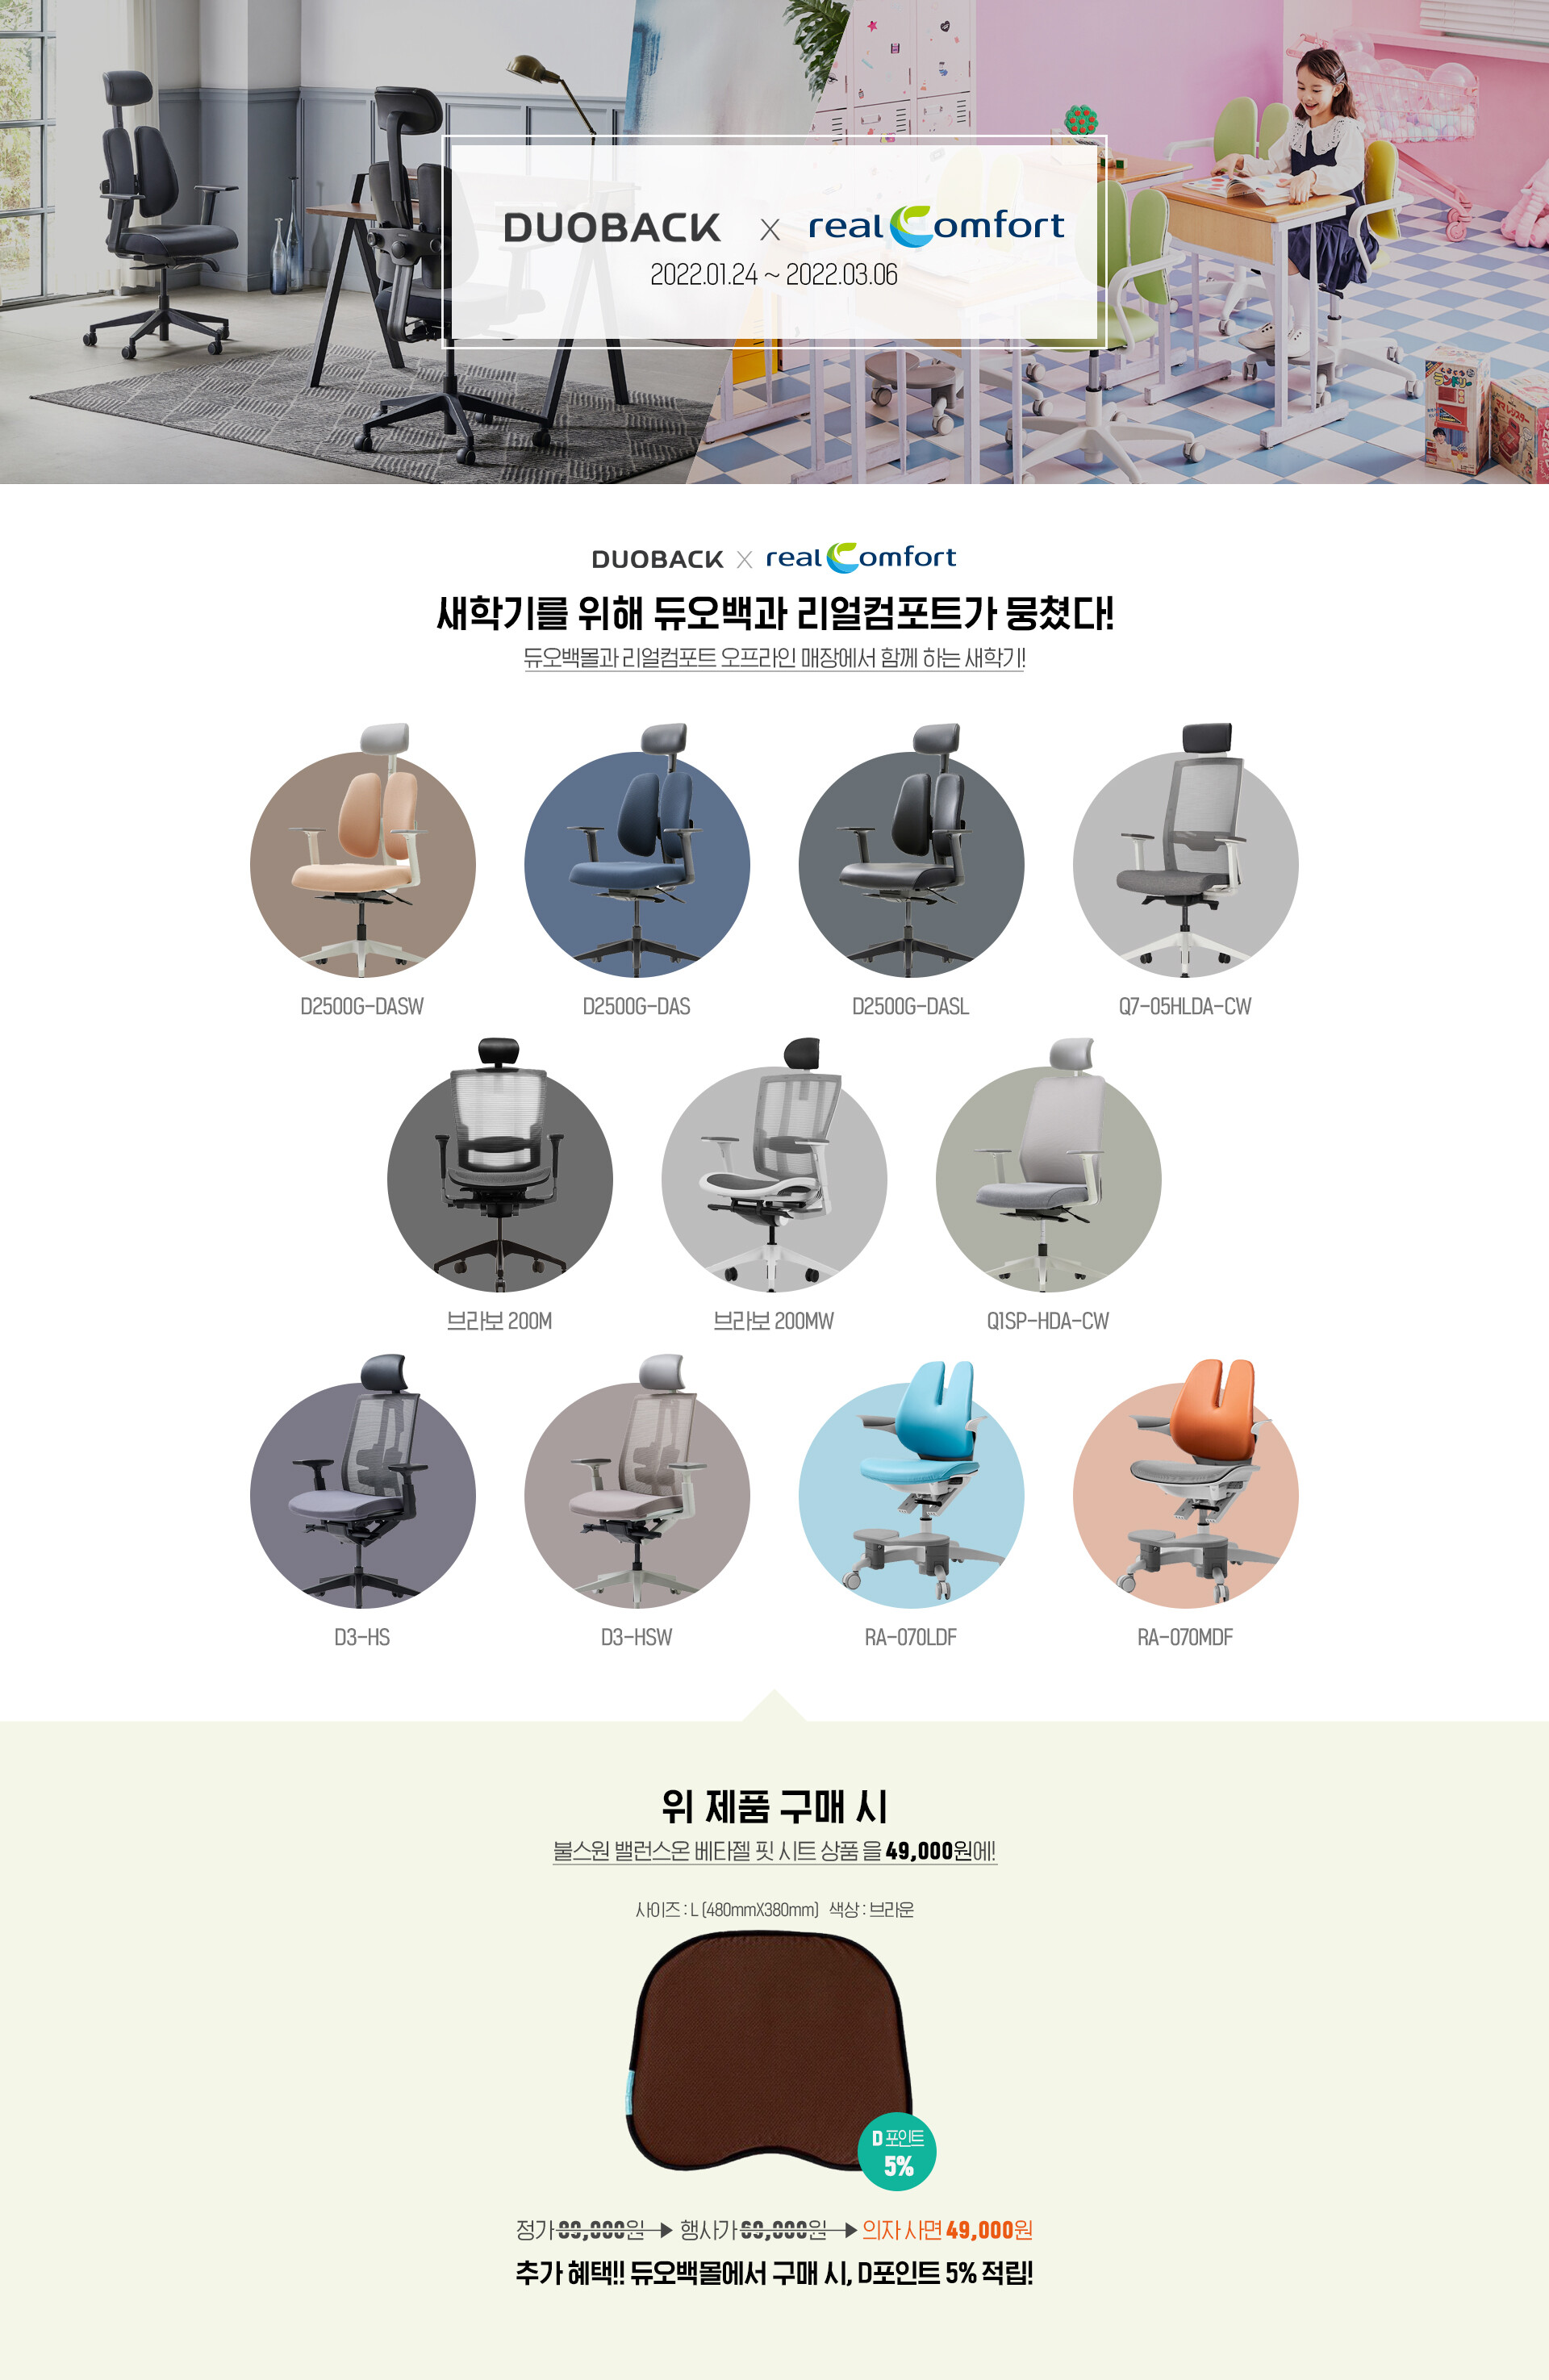 DUOBACK x real Comfort
2022.01.24 ~ 2022.03.06
DUOBACK x real Comfort
새학기를 위해 듀오백과 리얼컴포트가 뭉쳤다!
듀오백몰과 리얼컴포트 오프라인 매장에서 함께 하는 새학기!
D2500G-DASW
D2500G-DAS
D2500G-DASL
Q7-05HLDA-CW
브라보 200M
브라보 200MW
Q1SP-HDA-CW
D3-HS
D3-HSW
RA-070LDF
RA-070MDF
위 제품 구매 시
불스원 밸런스온 베타젤 핏 시트 상품 을 49,000원에!
사이즈 : L (480mmX380mm) 색상 : 브라운
D 포인트
5%
정가 원 ▶ 행사가 69,000원 ▶ 의자 사면 49,000원
추가 혜택!! 듀오백몰에서 구매 시, D포인트 5% 적립!